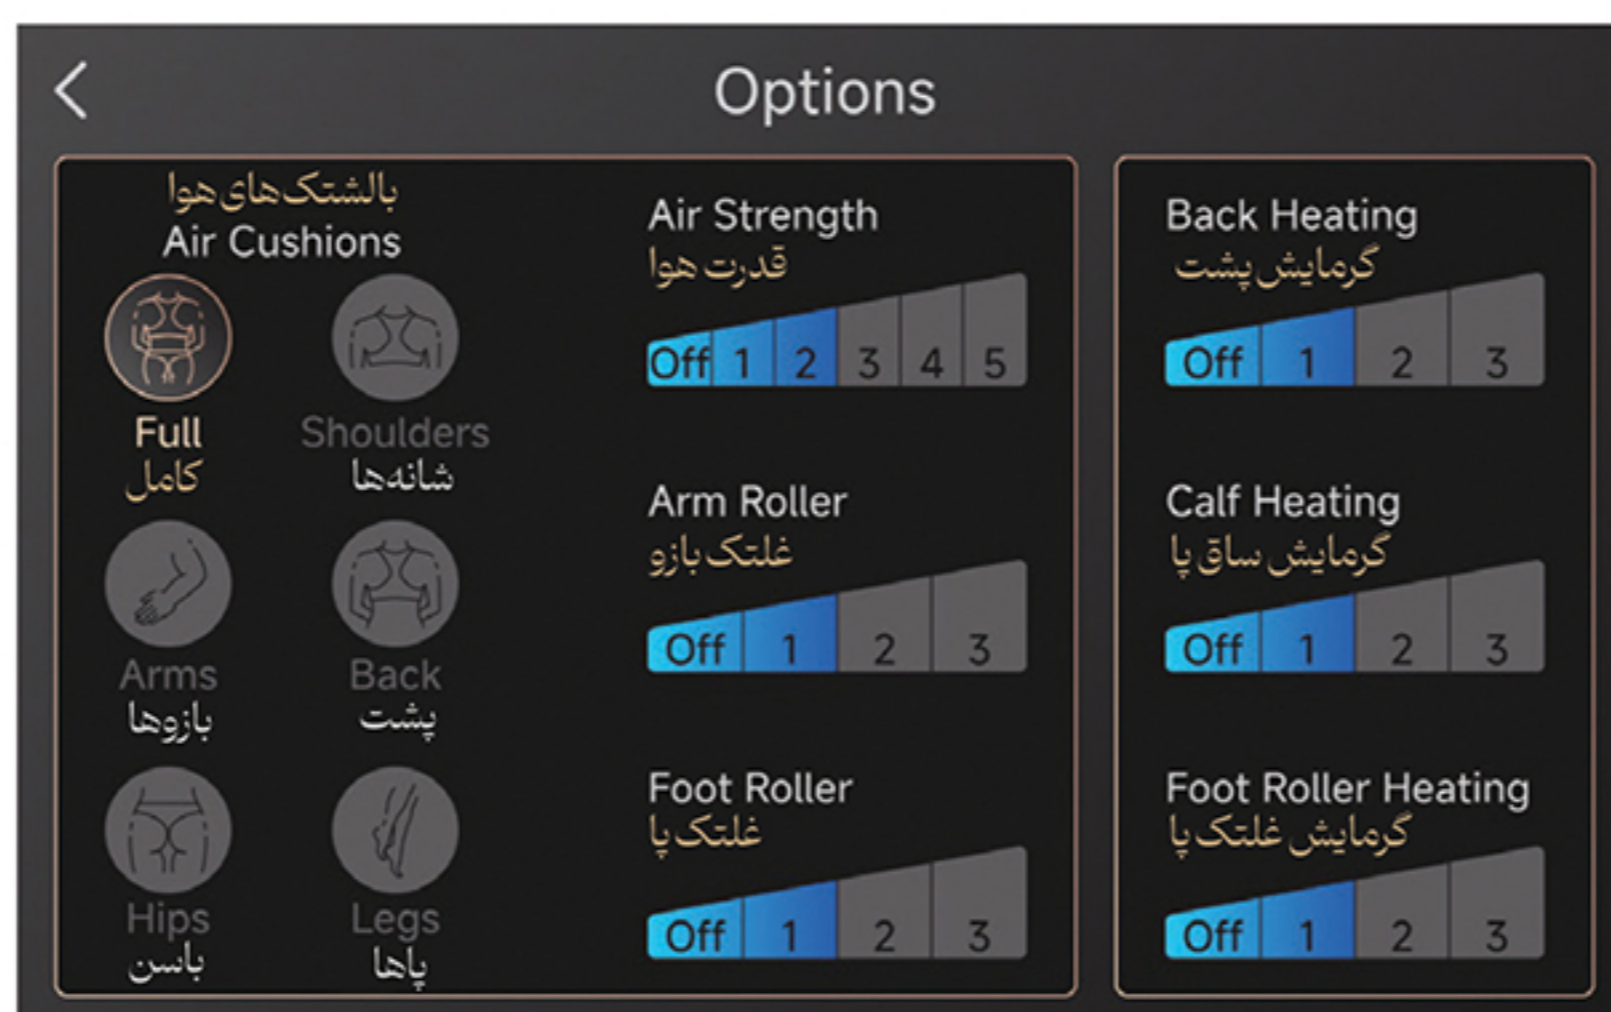 Options
بالشتک‌های هوا
Air Cushions
Full
کامل
Shoulders
شانه‌ها
Arms
بازوها
Back
پشت
Hips
باسن
Legs
پاها
Air Strength
قدرت هوا
Off 1 2 3 4 5
Arm Roller
غلتک بازو
Off 1 2 3
Foot Roller
غلتک پا
Off 1 2 3
Back Heating
گرمایش پشت
Off 1 2 3
Calf Heating
گرمایش ساق پا
Off 1 2 3
Foot Roller Heating
گرمایش غلتک پا
Off 1 2 3